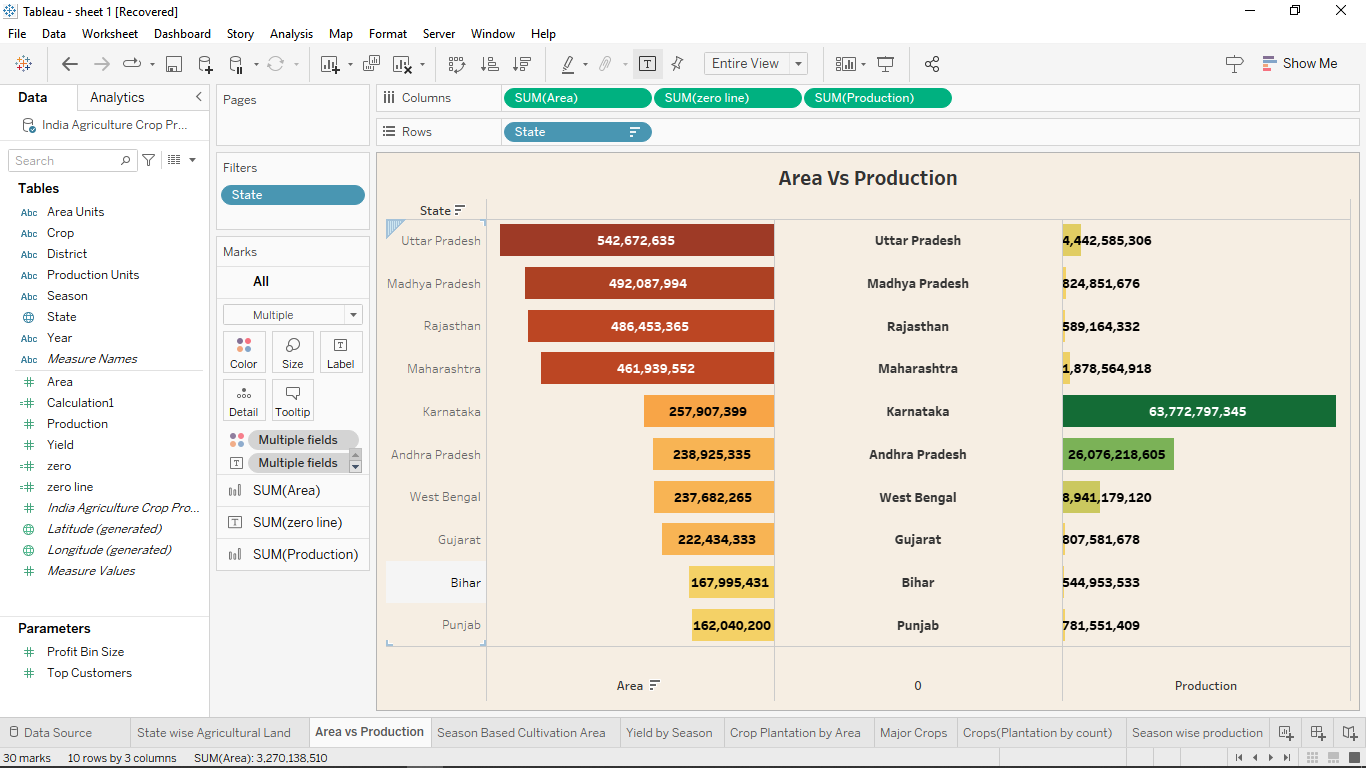 Tableau - sheet 1 [Recovered]
File Data Worksheet Dashboard Story Analysis Map Format Server Window Help
Entire View
Show Me
Data Analytics
India Agriculture Crop Pr...
Search
Tables
Abc Area Units
Abc Crop
Abc District
Abc Production Units
Abc Season
State
Abc Year
Abc Measure Names
Area
Calculation1
Production
Yield
zero
zero line
India Agriculture Crop Pro...
Latitude (generated)
Longitude (generated)
Measure Values
Parameters
Profit Bin Size
Top Customers
Pages
Filters
State
Marks
All
Multiple
Color Size Label
Detail Tooltip
Multiple fields
Multiple fields
SUM(Area)
SUM(zero line)
SUM(Production)
Columns SUM(Area) SUM(zero line) SUM(Production)
Rows State
Area Vs Production
State
Uttar Pradesh 542,672,635 Uttar Pradesh 4,442,585,306
Madhya Pradesh 492,087,994 Madhya Pradesh 824,851,676
Rajasthan 486,453,365 Rajasthan 589,164,332
Maharashtra 461,939,552 Maharashtra 1,878,564,918
Karnataka 257,907,399 Karnataka 63,772,797,345
Andhra Pradesh 238,925,335 Andhra Pradesh 26,076,218,605
West Bengal 237,682,265 West Bengal 8,941,179,120
Gujarat 222,434,333 Gujarat 807,581,678
Bihar 167,995,431 Bihar 544,953,533
Punjab 162,040,200 Punjab 781,551,409
Area 0 Production
Data Source State wise Agricultural Land Area vs Production Season Based Cultivation Area Yield by Season Crop Plantation by Area Major Crops Crops(Plantation by count) Season wise production
30 marks 10 rows by 3 columns SUM(Area): 3,270,138,510